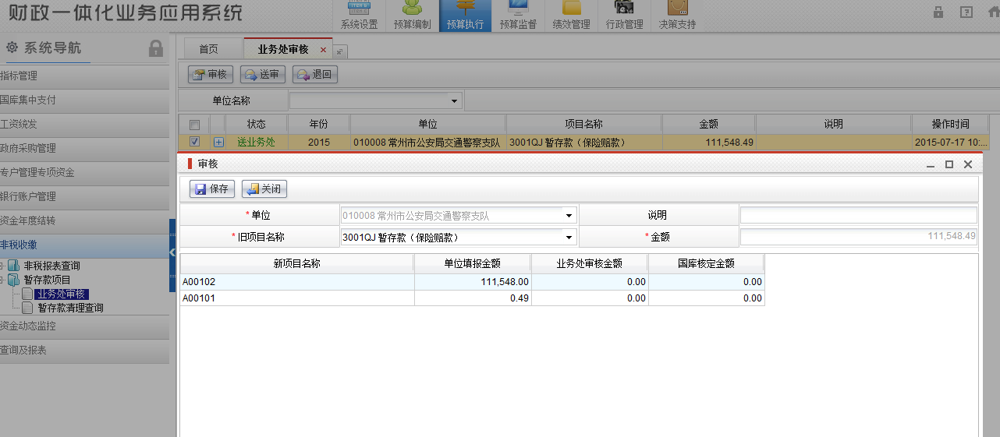 财政一体化业务应用系统
系统设置 预算编制 预算执行 预算监督 绩效管理 行政管理 决策支持
系统导航
首页 业务处审核
指标管理
国库集中支付
工资统发
政府采购管理
专户管理专项资金
银行账户管理
资金年度结转
非税收缴
非税报表查询
暂存款项目
业务处审核
暂存款清理查询
资金动态监控
查询及报表
审核 送审 退回
单位名称
状态 年份 单位 项目名称 金额 说明 操作时间
送业务处 2015 010008 常州市公安局交通警察支队 3001QJ 暂存款（保险赔款） 111,548.49 2015-07-17 10:...
审核
保存 关闭
*单位 010008 常州市公安局交通警察支队 说明
*旧项目名称 3001QJ 暂存款（保险赔款） *金额 111,548.49
新项目名称 单位填报金额 业务处审核金额 国库核定金额
A00102 111,548.00 0.00 0.00
A00101 0.49 0.00 0.00